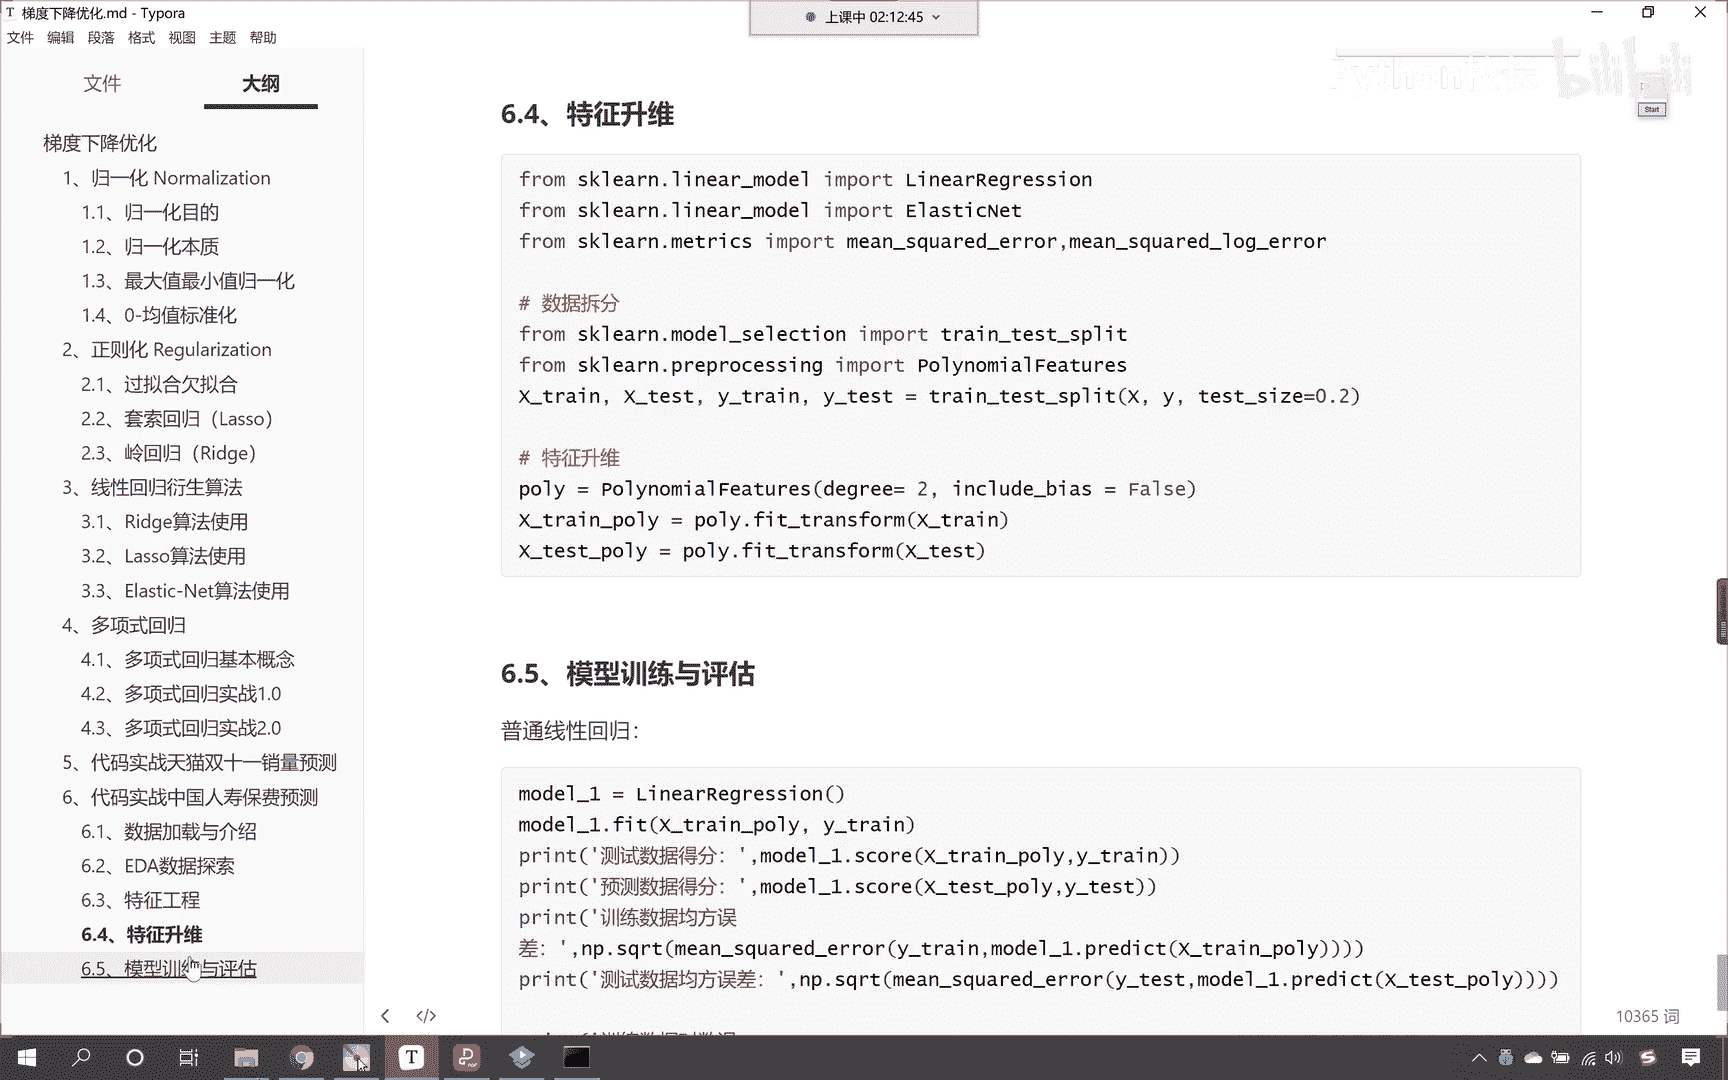 梯度下降优化.md - Typora
上课中 02:12:45
文件 编辑 段落 格式 视图 主题 帮助
文件 大纲
梯度下降优化
1、归一化 Normalization
1.1、归一化目的
1.2、归一化本质
1.3、最大值最小值归一化
1.4、0-均值标准化
2、正则化 Regularization
2.1、过拟合欠拟合
2.2、套索回归（Lasso）
2.3、岭回归（Ridge）
3、线性回归衍生算法
3.1、Ridge算法使用
3.2、Lasso算法使用
3.3、Elastic-Net算法使用
4、多项式回归
4.1、多项式回归基本概念
4.2、多项式回归实战1.0
4.3、多项式回归实战2.0
5、代码实战天猫双十一销量预测
6、代码实战中国人寿保费预测
6.1、数据加载与介绍
6.2、EDA数据探索
6.3、特征工程
6.4、特征升维
6.5、模型训练与评估
bilibili
Start
6.4、特征升维
from sklearn.linear_model import LinearRegression
from sklearn.linear_model import ElasticNet
from sklearn.metrics import mean_squared_error,mean_squared_log_error
# 数据拆分
from sklearn.model_selection import train_test_split
from sklearn.preprocessing import PolynomialFeatures
X_train, X_test, y_train, y_test = train_test_split(X, y, test_size=0.2)
# 特征升维
poly = PolynomialFeatures(degree= 2, include_bias = False)
X_train_poly = poly.fit_transform(X_train)
X_test_poly = poly.fit_transform(X_test)
6.5、模型训练与评估
普通线性回归：
model_1 = LinearRegression()
model_1.fit(X_train_poly, y_train)
print('测试数据得分：',model_1.score(X_train_poly,y_train))
print('预测数据得分：',model_1.score(X_test_poly,y_test))
print('训练数据均方误
差：',np.sqrt(mean_squared_error(y_train,model_1.predict(X_train_poly))))
print('测试数据均方误差：',np.sqrt(mean_squared_error(y_test,model_1.predict(X_test_poly))))
10365 词